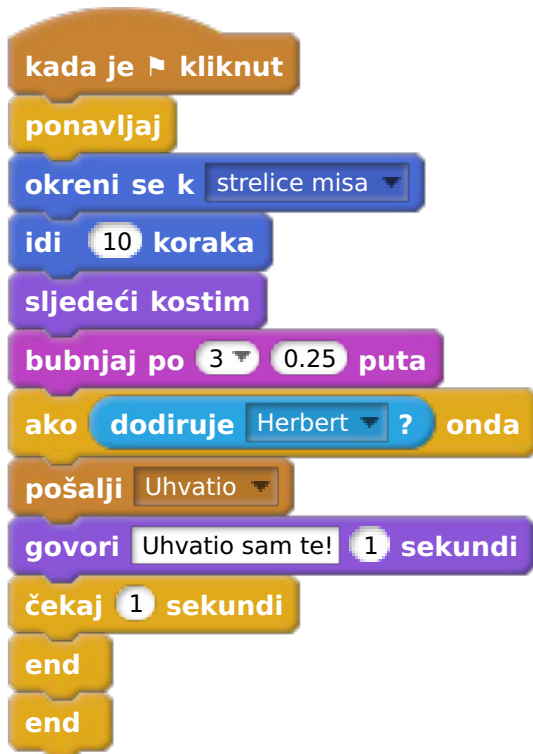 kada je ⚑ kliknut
ponavljaj
okreni se k strelice misa
idi 10 koraka
sljedeći kostim
bubnjaj po 3 0.25 puta
ako dodiruje Herbert ? onda
pošalji Uhvatio
govori Uhvatio sam te! 1 sekundi
čekaj 1 sekundi
end
end